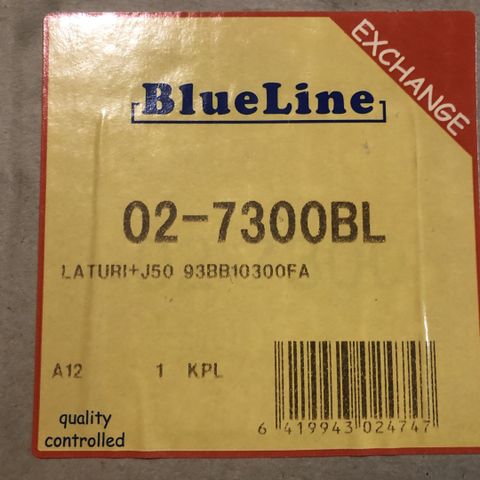 EXCHANGE
BlueLine
02-7300BL
LATURI+J50 93BB10300FA
A12 1 KPL
quality
controlled
6 419943 024747